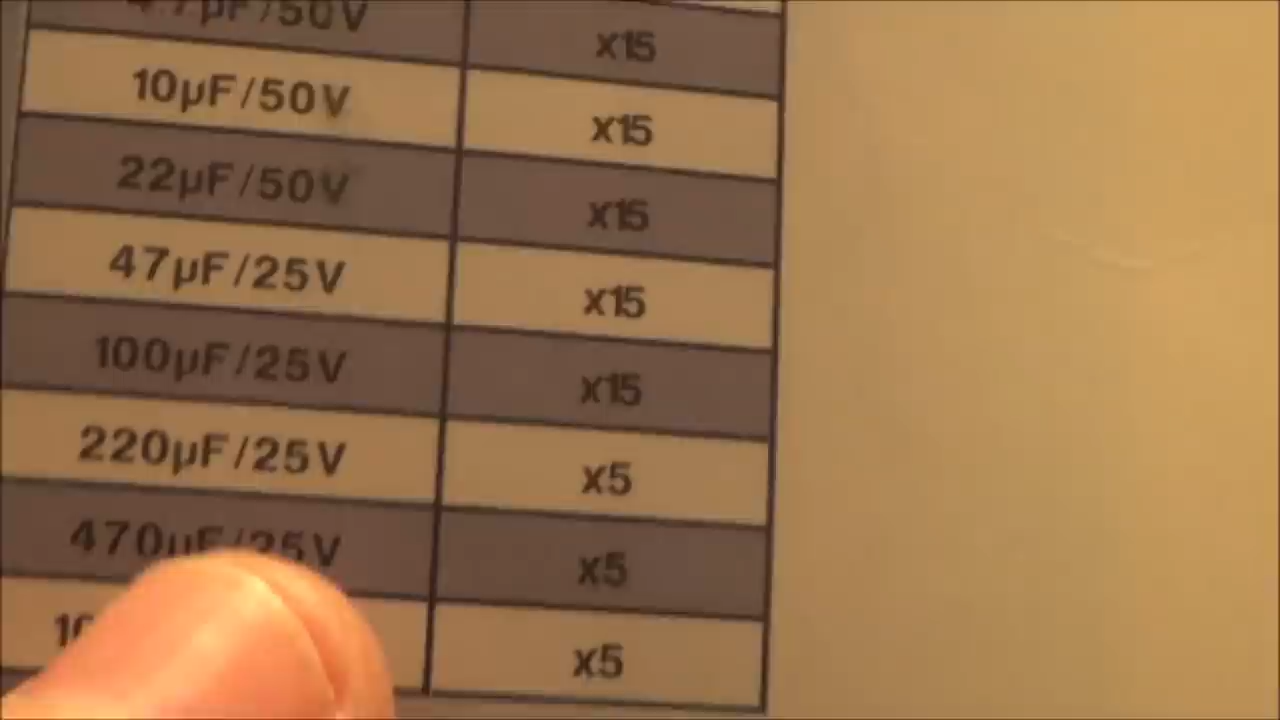 4.7µF/50V x15
10µF/50V x15
22µF/50V x15
47µF/25V x15
100µF/25V x15
220µF/25V x5
470µF/25V x5
x5